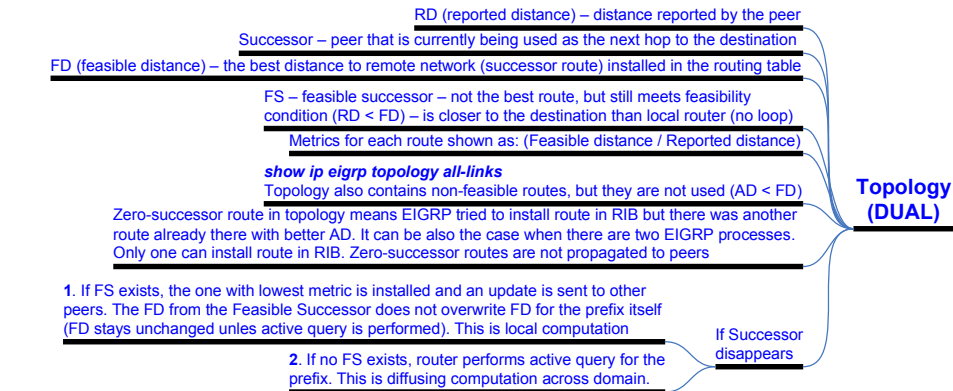 RD (reported distance) – distance reported by the peer
Successor – peer that is currently being used as the next hop to the destination
FD (feasible distance) – the best distance to remote network (successor route) installed in the routing table
FS – feasible successor – not the best route, but still meets feasibility
condition (RD < FD) – is closer to the destination than local router (no loop)
Metrics for each route shown as: (Feasible distance / Reported distance)
show ip eigrp topology all-links
Topology also contains non-feasible routes, but they are not used (AD < FD)
Zero-successor route in topology means EIGRP tried to install route in RIB but there was another
route already there with better AD. It can be also the case when there are two EIGRP processes.
Only one can install route in RIB. Zero-successor routes are not propagated to peers
Topology
(DUAL)
1. If FS exists, the one with lowest metric is installed and an update is sent to other
peers. The FD from the Feasible Successor does not overwrite FD for the prefix itself
(FD stays unchanged unles active query is performed). This is local computation
If Successor
disappears
2. If no FS exists, router performs active query for the
prefix. This is diffusing computation across domain.